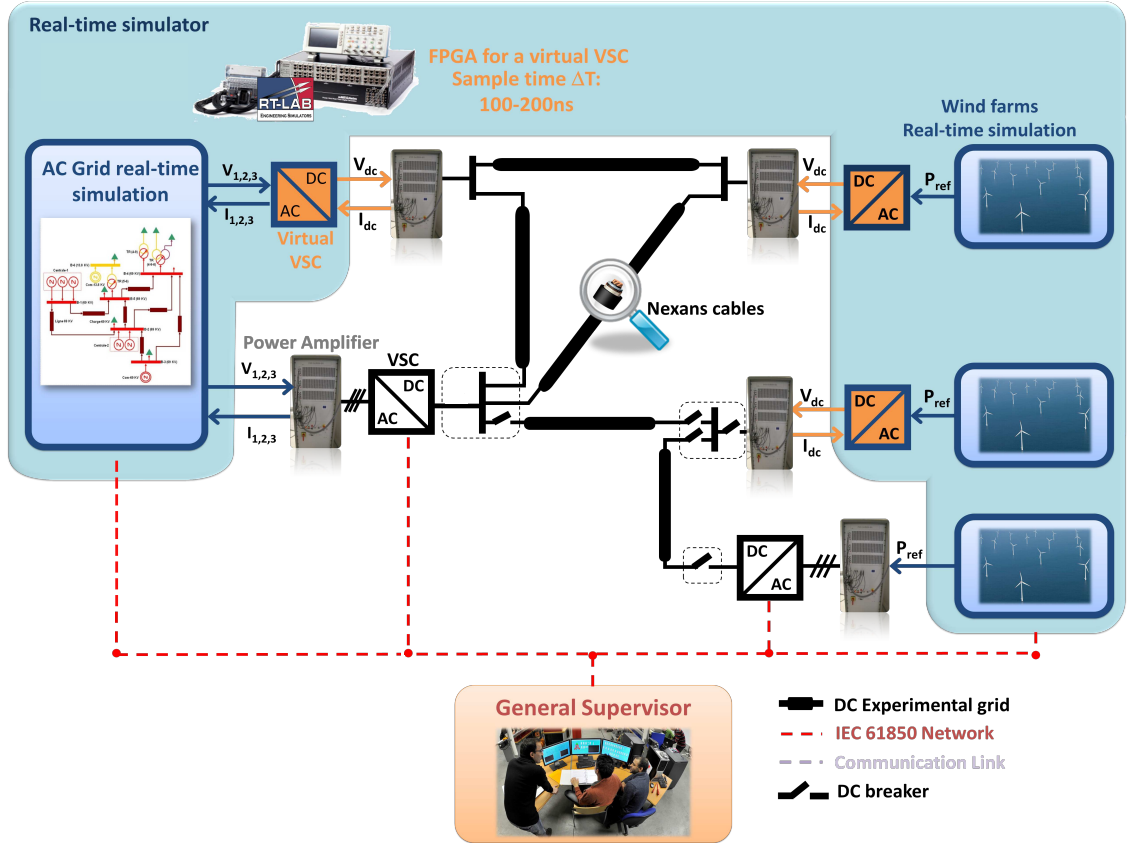 Real-time simulator
FPGA for a virtual VSC
Sample time ΔT:
100-200ns
RT-LAB
ENGINEERING SIMULATORS
Wind farms
Real-time simulation
AC Grid real-time
simulation
V1,2,3
I1,2,3
DC
AC
Virtual
VSC
Vdc
Idc
Vdc
Idc
DC
AC
Pref
Nexans cables
Power Amplifier
V1,2,3
I1,2,3
VSC
DC
AC
Vdc
Idc
DC
AC
Pref
DC
AC
Pref
General Supervisor
DC Experimental grid
IEC 61850 Network
Communication Link
DC breaker